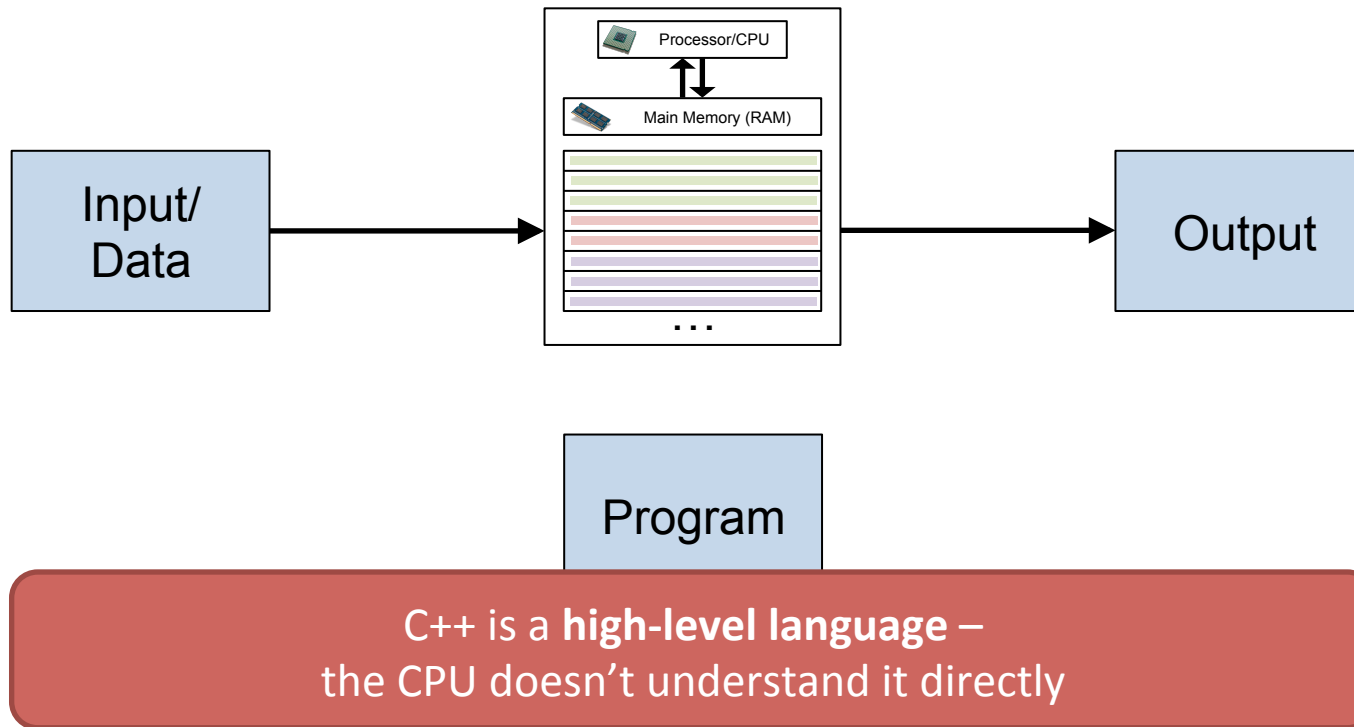 Processor/CPU
Main Memory (RAM)
Input/
Data
Output
...
Program
C++ is a high-level language –
the CPU doesn’t understand it directly